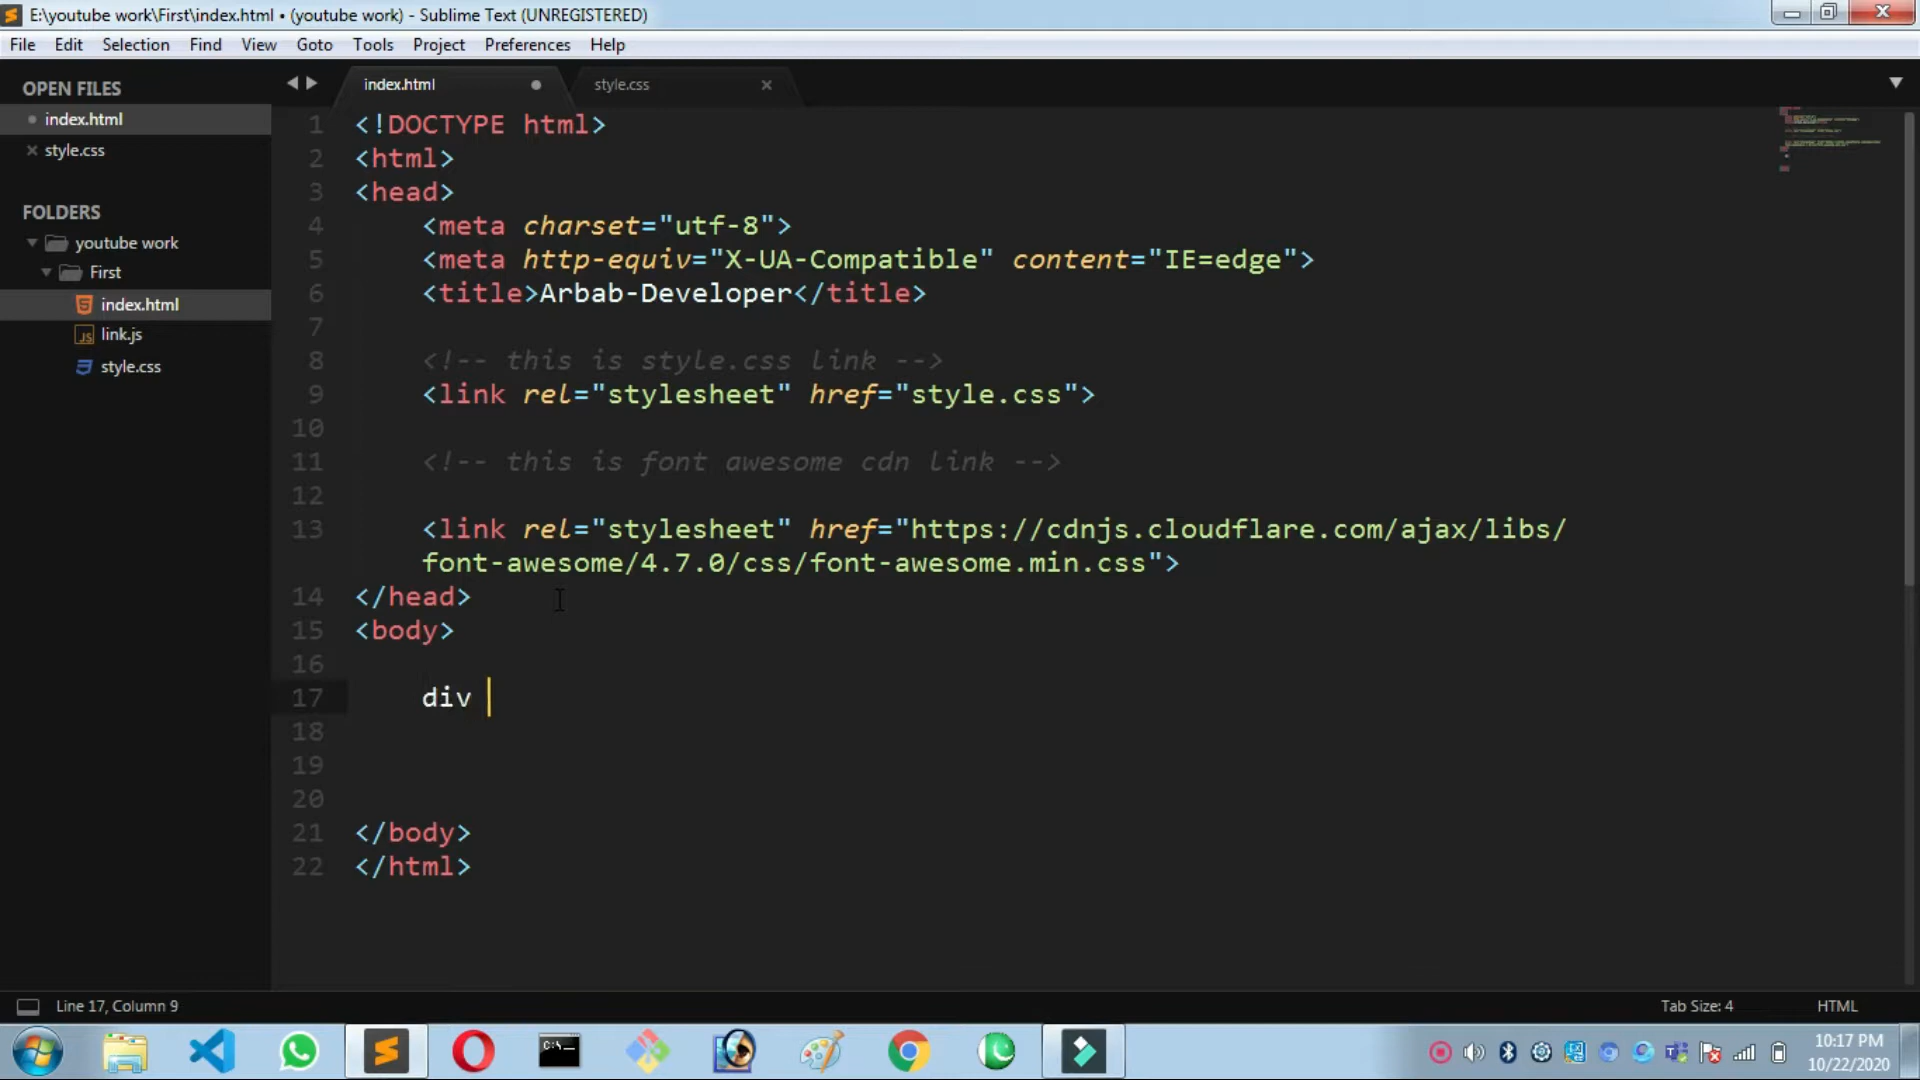 E:\youtube work\First\index.html • (youtube work) - Sublime Text (UNREGISTERED)
File Edit Selection Find View Goto Tools Project Preferences Help
OPEN FILES
index.html
style.css
FOLDERS
youtube work
First
index.html
link.js
style.css
index.html
style.css
1 <!DOCTYPE html>
2 <html>
3 <head>
4 <meta charset="utf-8">
5 <meta http-equiv="X-UA-Compatible" content="IE=edge">
6 <title>Arbab-Developer</title>
7
8 <!-- this is style.css link -->
9 <link rel="stylesheet" href="style.css">
10
11 <!-- this is font awesome cdn link -->
12
13 <link rel="stylesheet" href="https://cdnjs.cloudflare.com/ajax/libs/
font-awesome/4.7.0/css/font-awesome.min.css">
14 </head>
15 <body>
16
17 div
18
19
20
21 </body>
22 </html>
Line 17, Column 9
Tab Size: 4
HTML
10:17 PM
10/22/2020